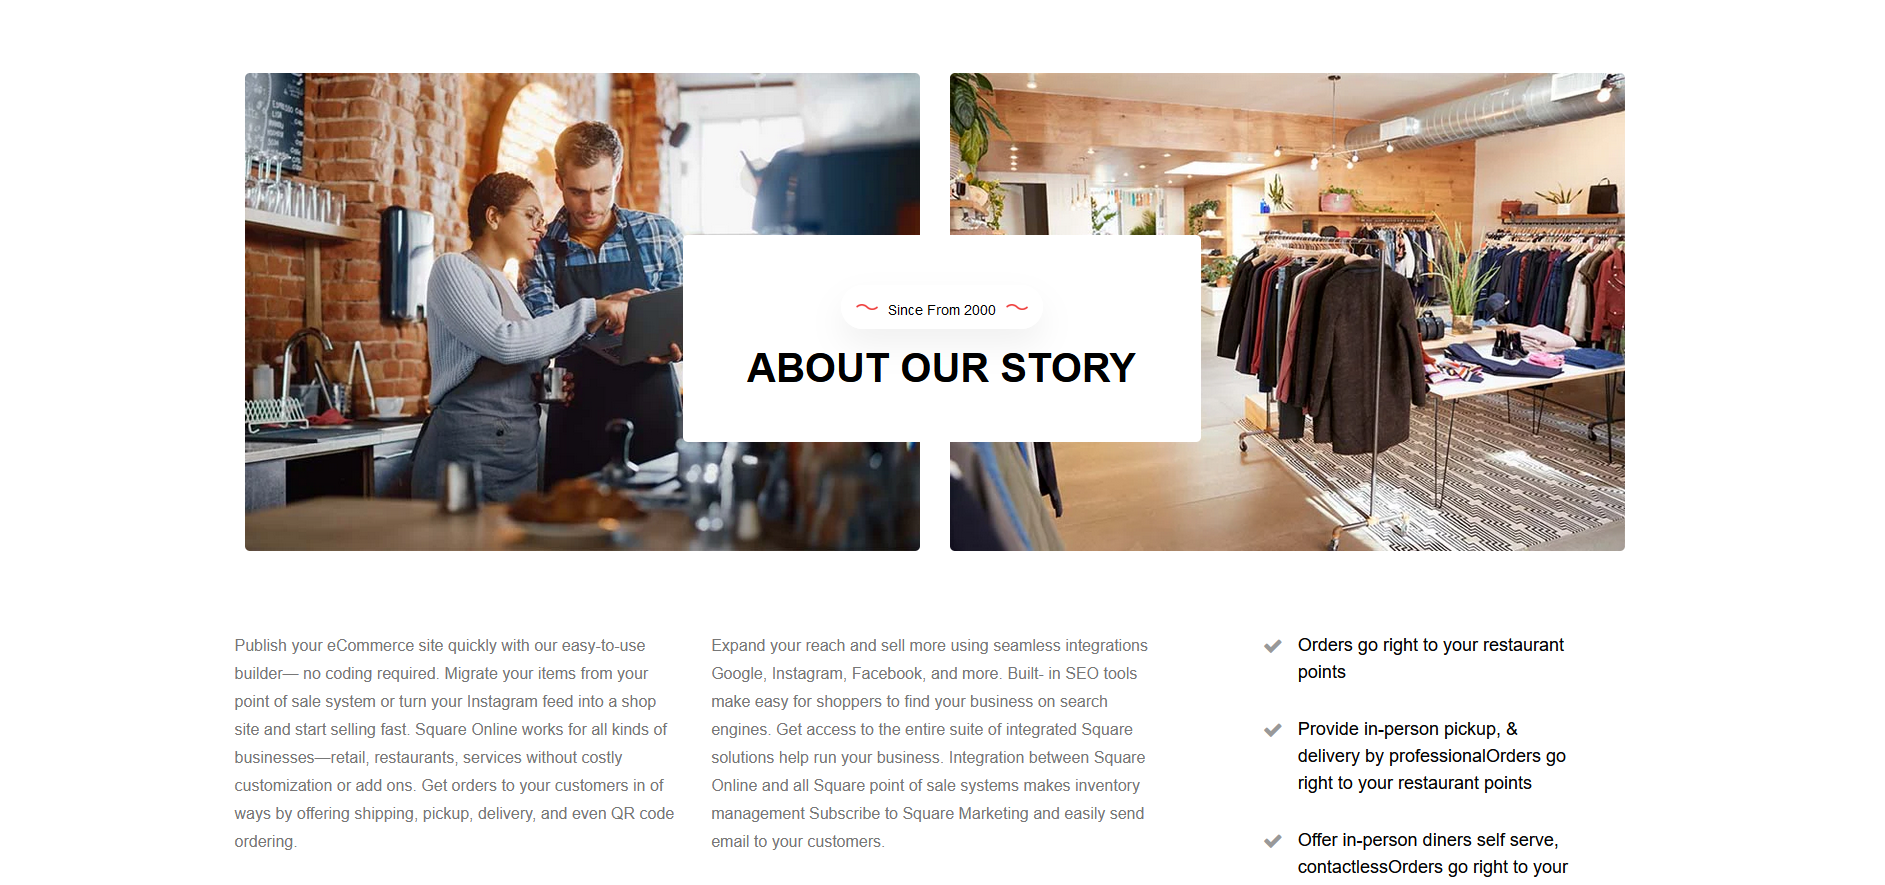 Since From 2000
ABOUT OUR STORY
Publish your eCommerce site quickly with our easy-to-use
builder— no coding required. Migrate your items from your
point of sale system or turn your Instagram feed into a shop
site and start selling fast. Square Online works for all kinds of
businesses—retail, restaurants, services without costly
customization or add ons. Get orders to your customers in of
ways by offering shipping, pickup, delivery, and even QR code
ordering.
Expand your reach and sell more using seamless integrations
Google, Instagram, Facebook, and more. Built- in SEO tools
make easy for shoppers to find your business on search
engines. Get access to the entire suite of integrated Square
solutions help run your business. Integration between Square
Online and all Square point of sale systems makes inventory
management Subscribe to Square Marketing and easily send
email to your customers.
Orders go right to your restaurant
points
Provide in-person pickup, &
delivery by professionalOrders go
right to your restaurant points
Offer in-person diners self serve,
contactlessOrders go right to your